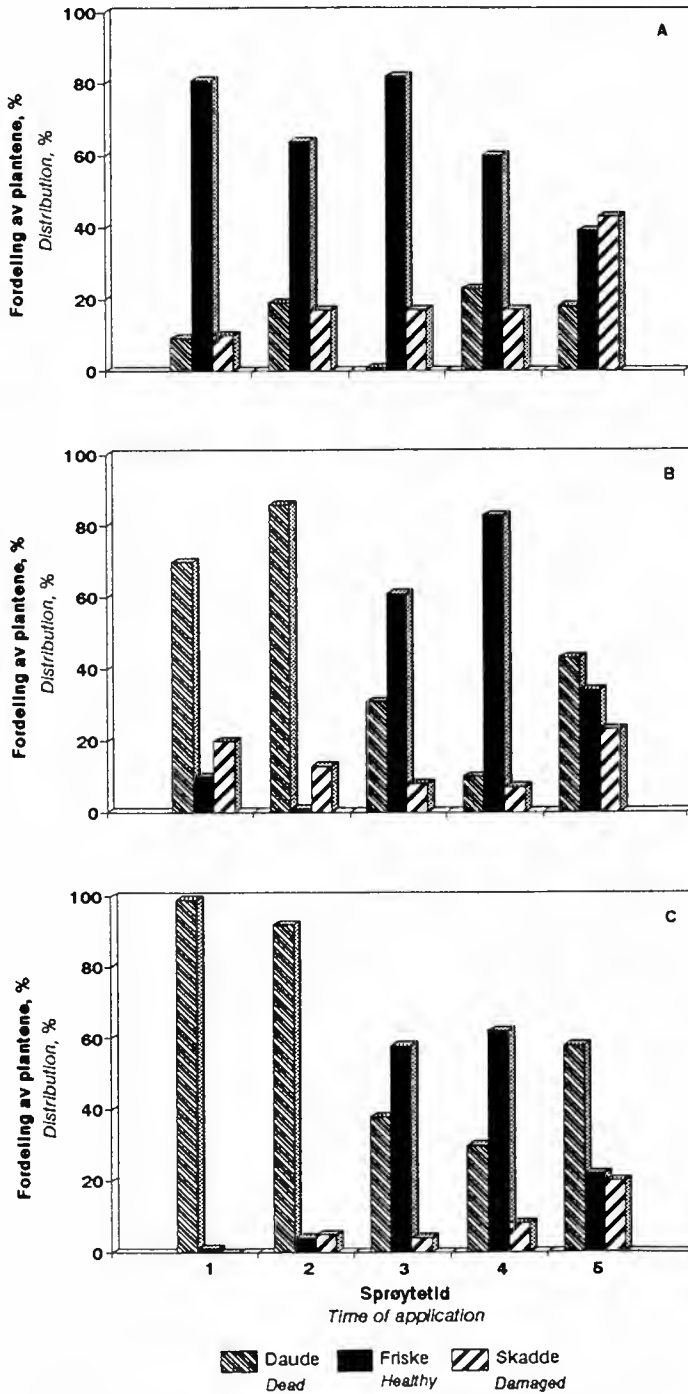 100
80
60
40
20
0
Fordeling av plantene, %
Distribution, %
A
100
80
60
40
20
0
Fordeling av plantene, %
Distribution, %
B
100
80
60
40
20
0
Fordeling av plantene, %
Distribution, %
C
1 2 3 4 5
Sprøytetid
Time of application
Daude Friske Skadde
Dead Healthy Damaged